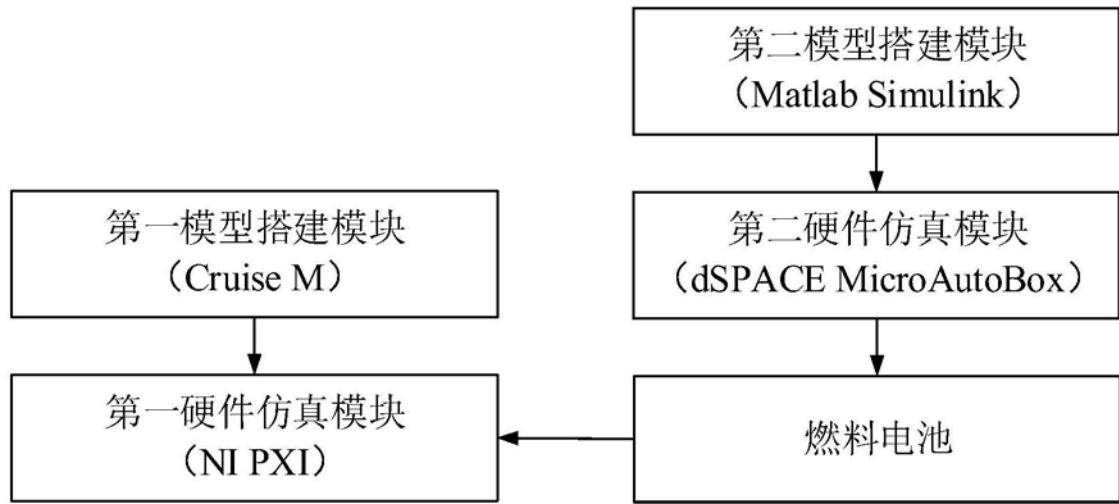 第二模型搭建模块
（Matlab Simulink）
第一模型搭建模块
（Cruise M）
第二硬件仿真模块
（dSPACE MicroAutoBox）
第一硬件仿真模块
（NI PXI）
燃料电池